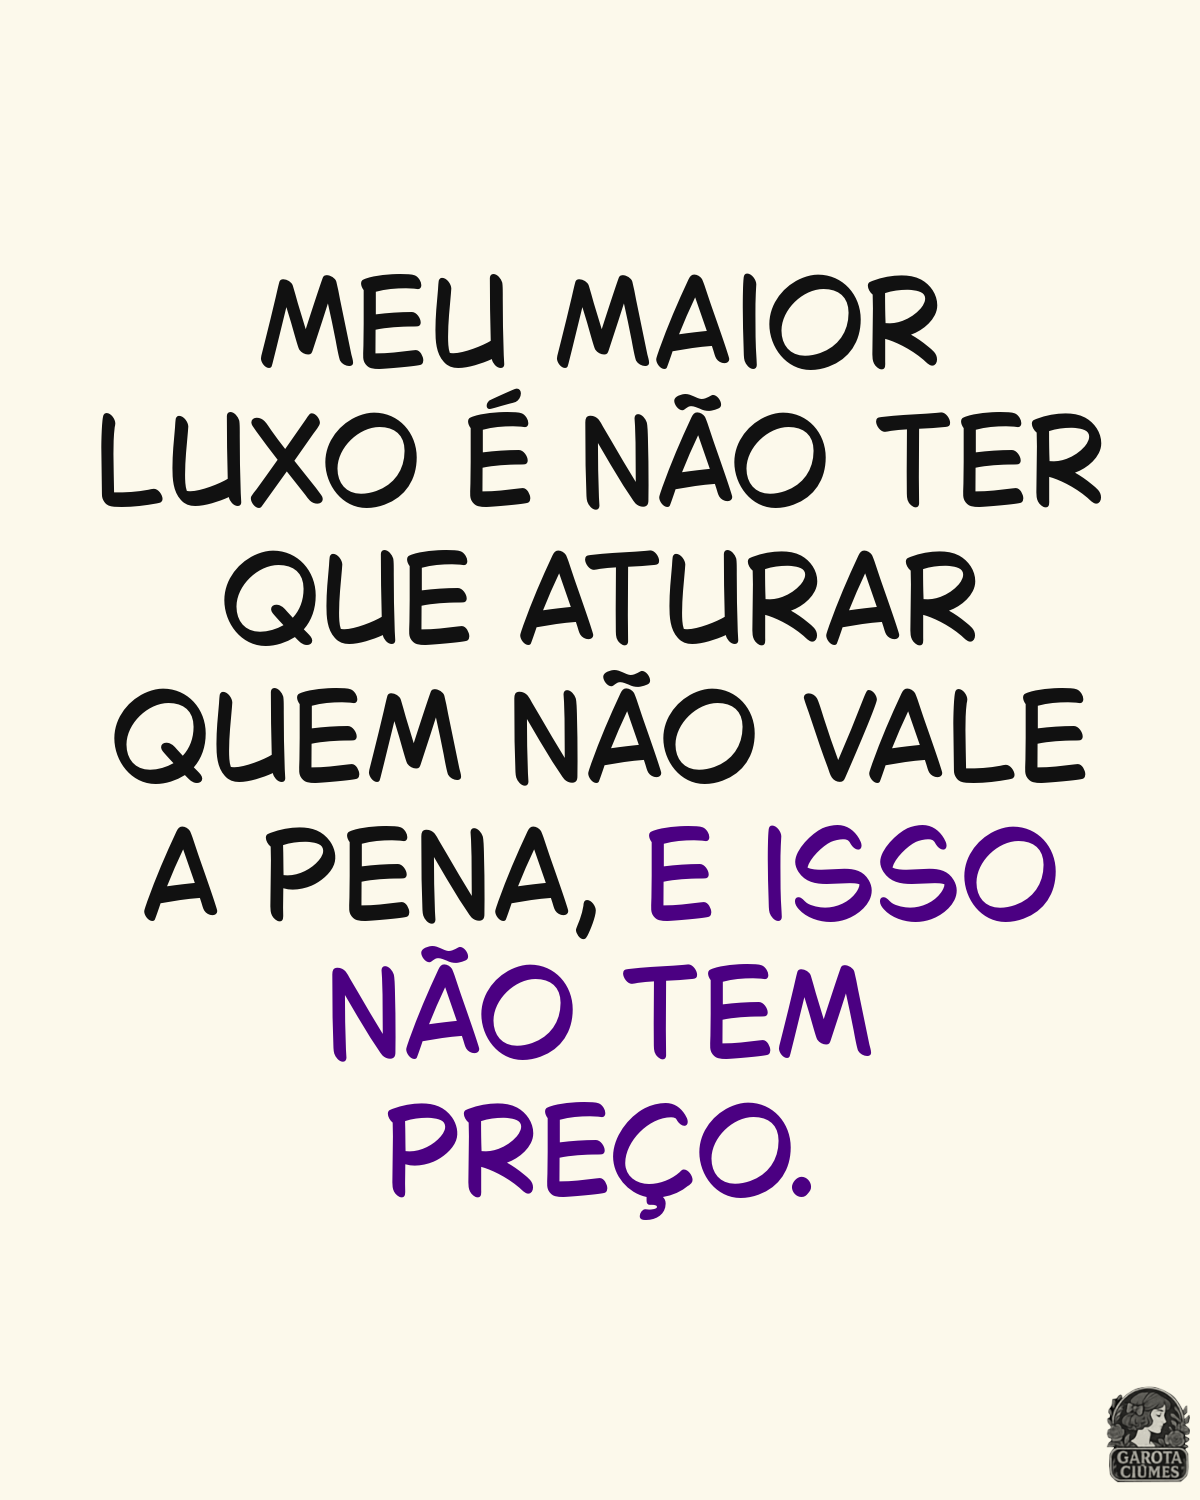 MEU MAIOR
LUXO É NÃO TER
QUE ATURAR
QUEM NÃO VALE
A PENA, E ISSO
NÃO TEM
PREÇO.
GAROTA
CIÚMES